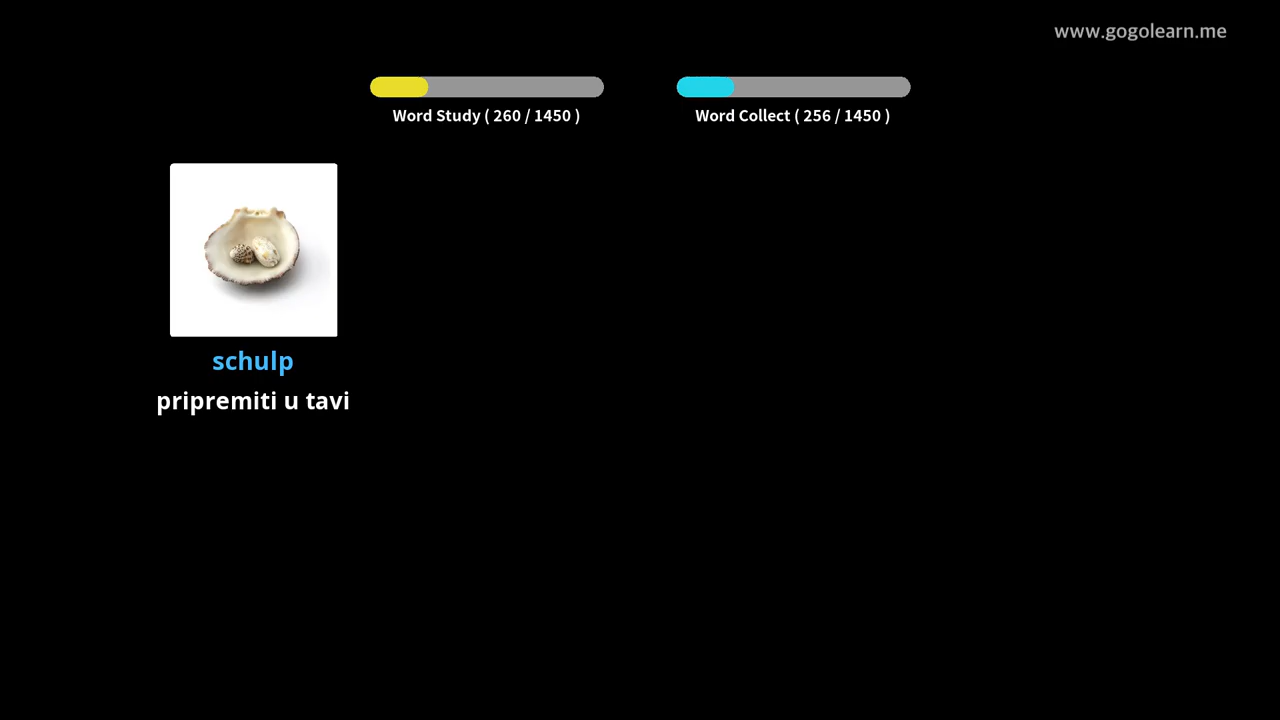 www.gogolearn.me
Word Study ( 260 / 1450 )
Word Collect ( 256 / 1450 )
schulp
pripremiti u tavi